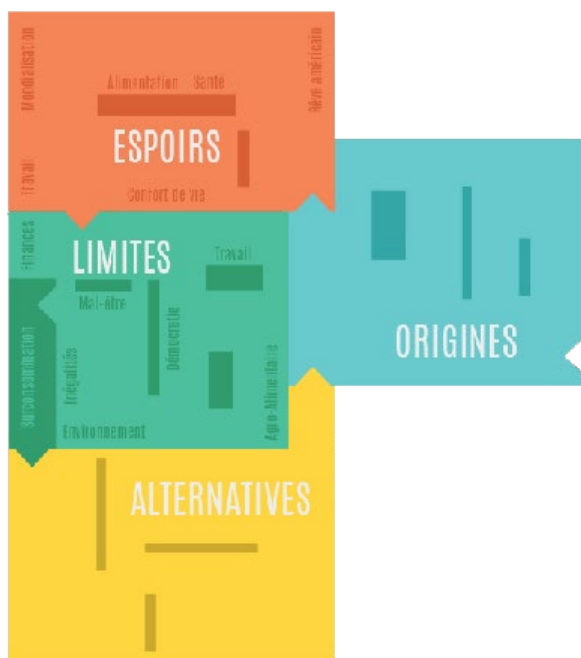 Mondialisation
Alimentation
Santé
Rêve américain
ESPOIRS
Travail
Confort de vie
Finances
LIMITES
Travail
Mal-être
Démocratie
Surconsommation
Inégalités
Environnement
Agro-Alimentaire
ORIGINES
ALTERNATIVES